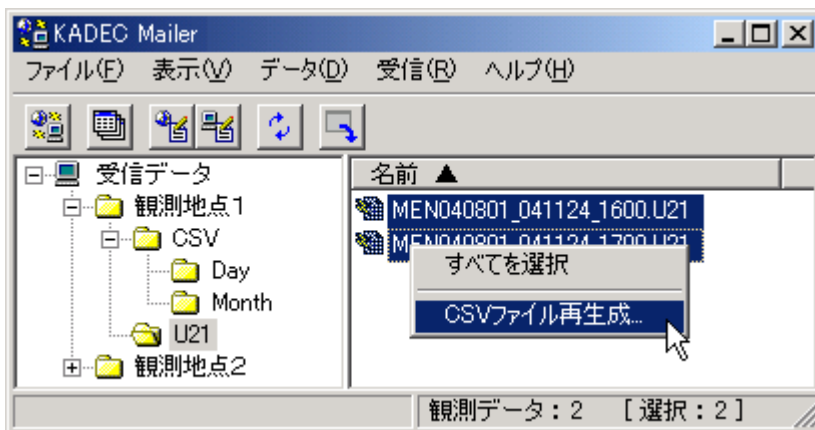 KADEC Mailer
ファイル(F) 表示(V) データ(D) 受信(R) ヘルプ(H)
受信データ
観測地点1
CSV
Day
Month
U21
観測地点2
名前 ▲
MEN040801_041124_1600.U21
MEN040801_041124_1700.U21
すべてを選択
CSVファイル再生成...
観測データ：2 [選択：2]